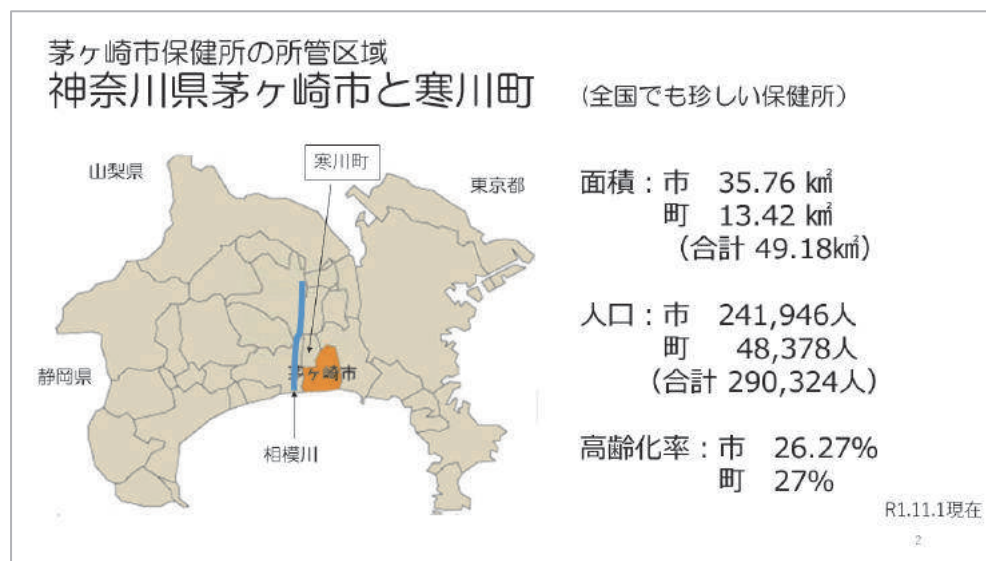 茅ヶ崎市保健所の所管区域
神奈川県茅ヶ崎市と寒川町 (全国でも珍しい保健所)
寒川町
山梨県
東京都
茅ヶ崎市
静岡県
相模川
面積：市 35.76 ㎢
町 13.42 ㎢
(合計 49.18㎢)
人口：市 241,946人
町 48,378人
(合計 290,324人)
高齢化率：市 26.27%
町 27%
R1.11.1現在
2